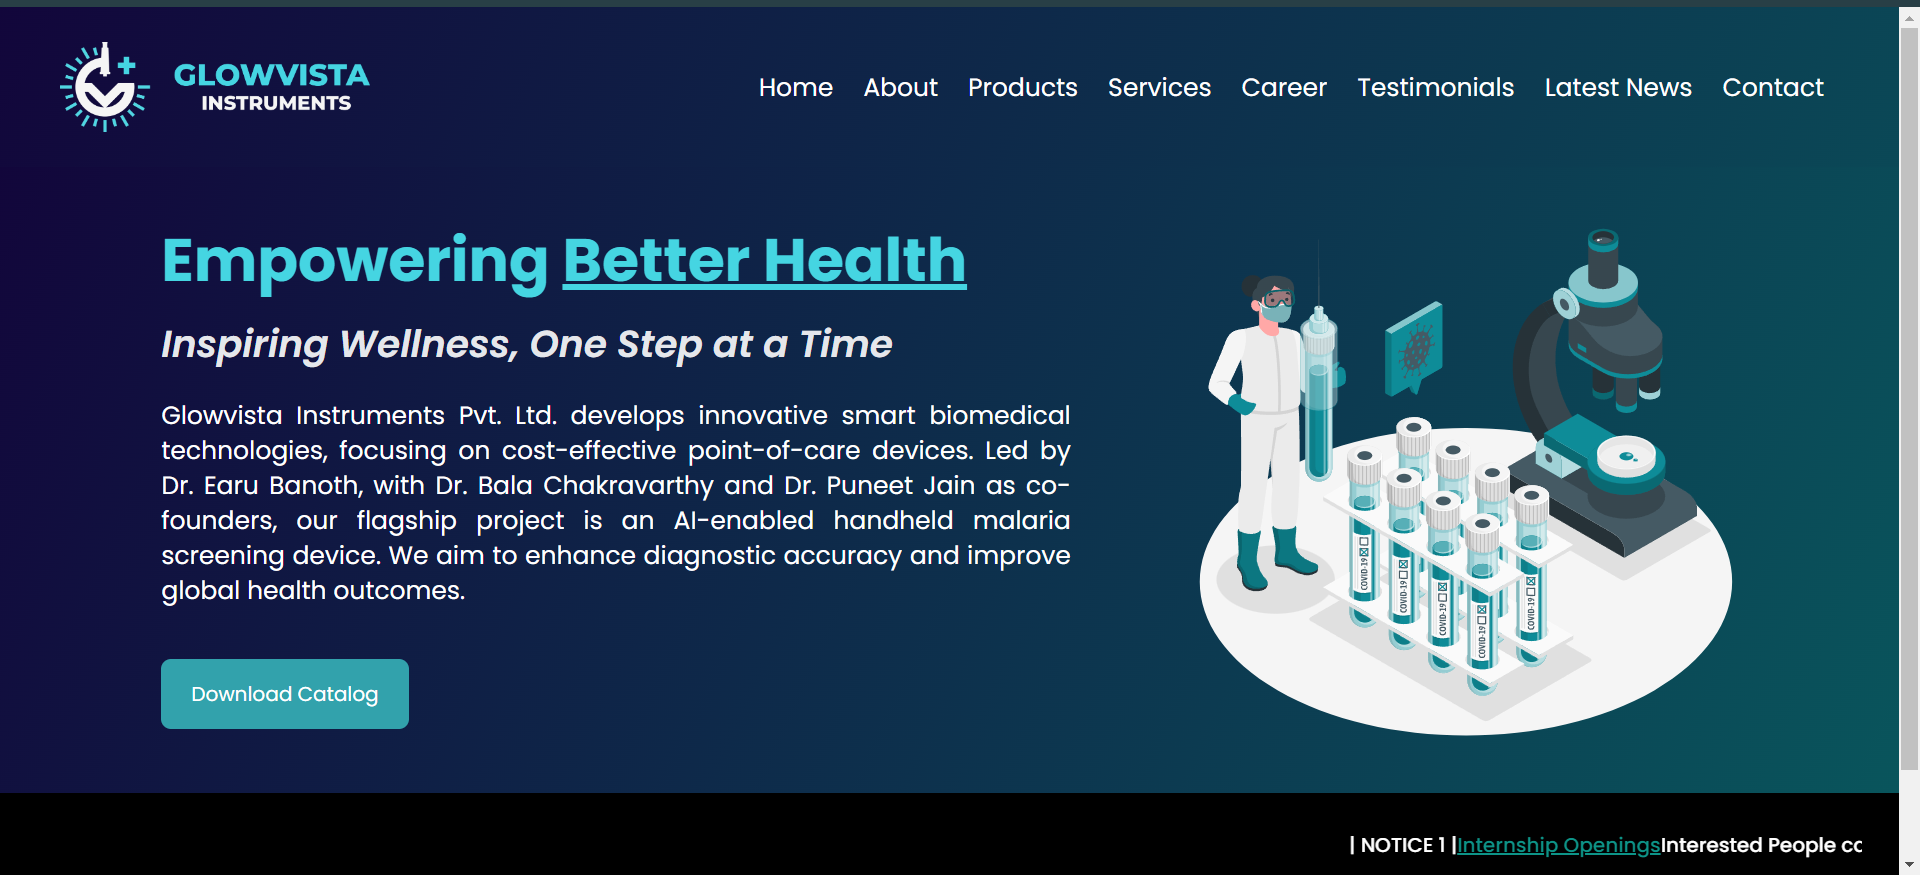 GLOWVISTA
INSTRUMENTS
Home About Products Services Career Testimonials Latest News Contact
Empowering Better Health
Inspiring Wellness, One Step at a Time
Glowvista Instruments Pvt. Ltd. develops innovative smart biomedical
technologies, focusing on cost-effective point-of-care devices. Led by
Dr. Earu Banoth, with Dr. Bala Chakravarthy and Dr. Puneet Jain as co-
founders, our flagship project is an AI-enabled handheld malaria
screening device. We aim to enhance diagnostic accuracy and improve
global health outcomes.
Download Catalog
COVID-19
COVID-19
COVID-19
COVID-19
COVID-19
| NOTICE 1 |Internship OpeningsInterested People